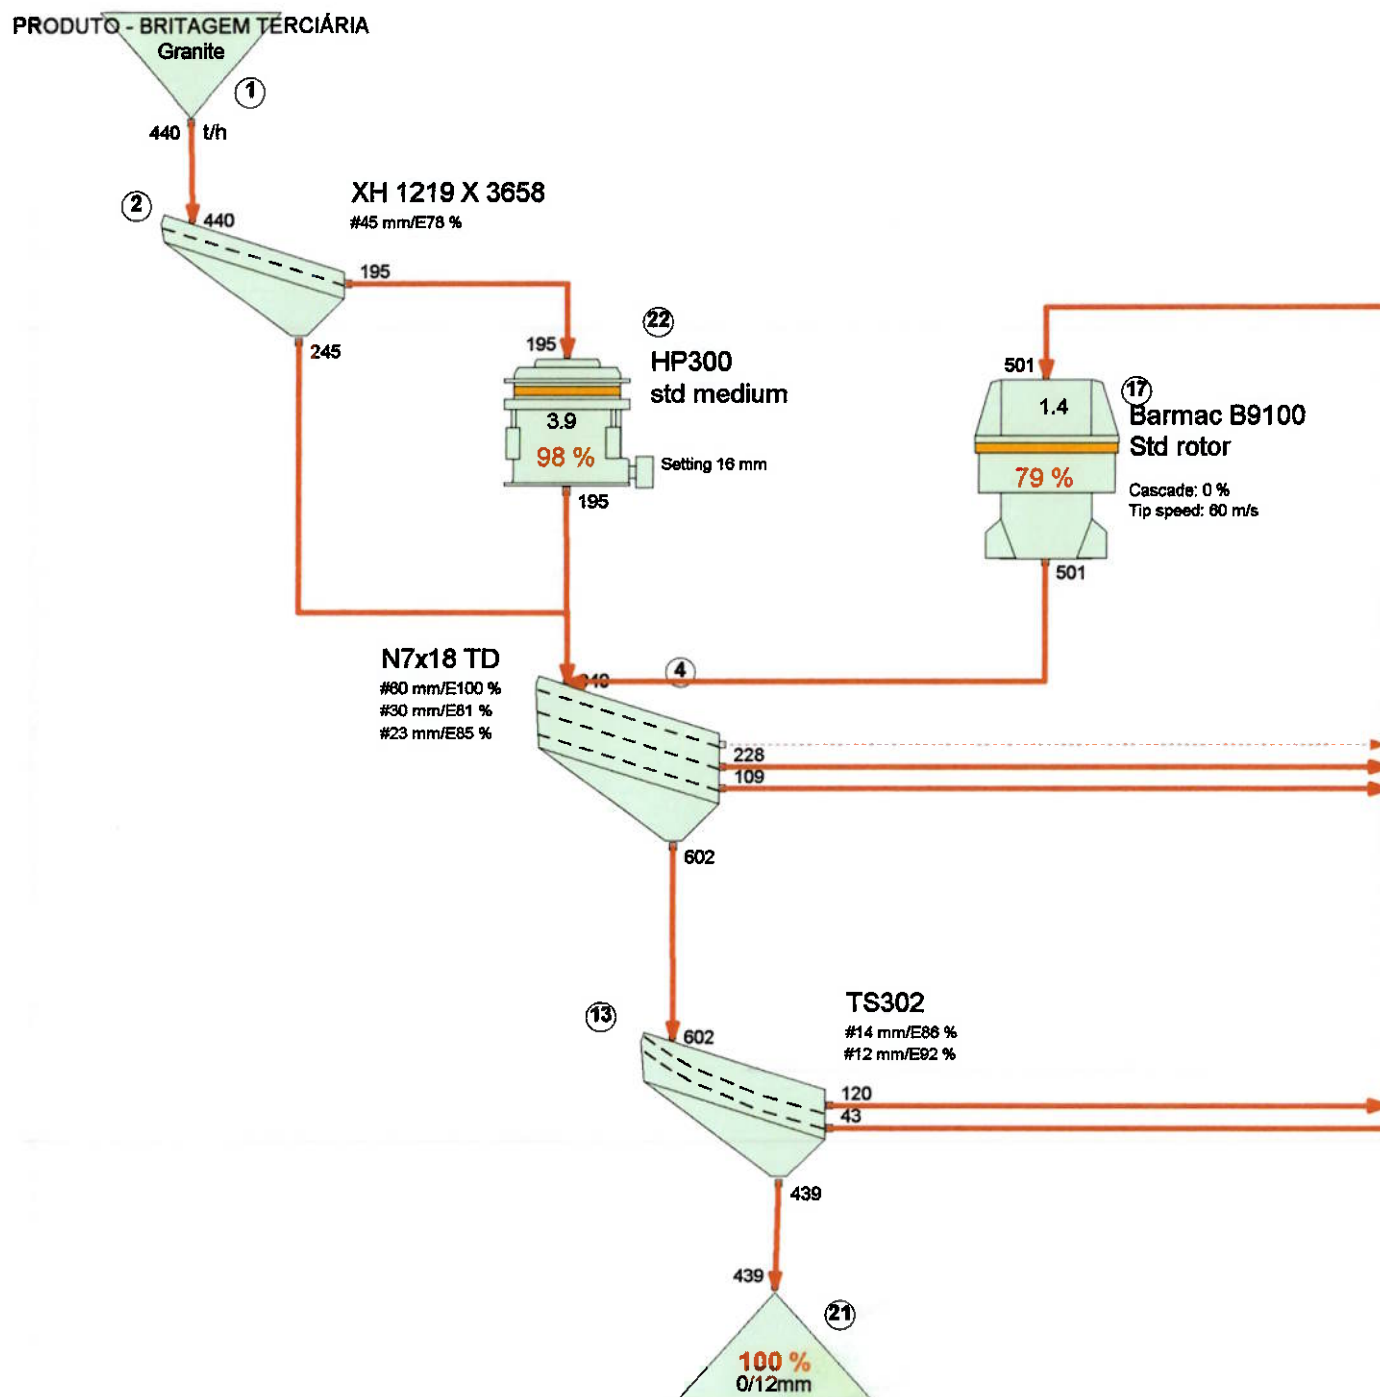 PRODUTO - BRITAGEM TERCIÁRIA
Granite
1
440 t/h
2
440
XH 1219 X 3658
#45 mm/E78 %
195
245
22
195
HP300
std medium
3.9
98 %
Setting 16 mm
195
501
17
1.4
Barmac B9100
Std rotor
79 %
Cascade: 0 %
Tip speed: 60 m/s
501
N7x18 TD
#60 mm/E100 %
#30 mm/E81 %
#23 mm/E85 %
4
228
109
602
13
602
TS302
#14 mm/E86 %
#12 mm/E92 %
120
43
439
439
21
100 %
0/12mm